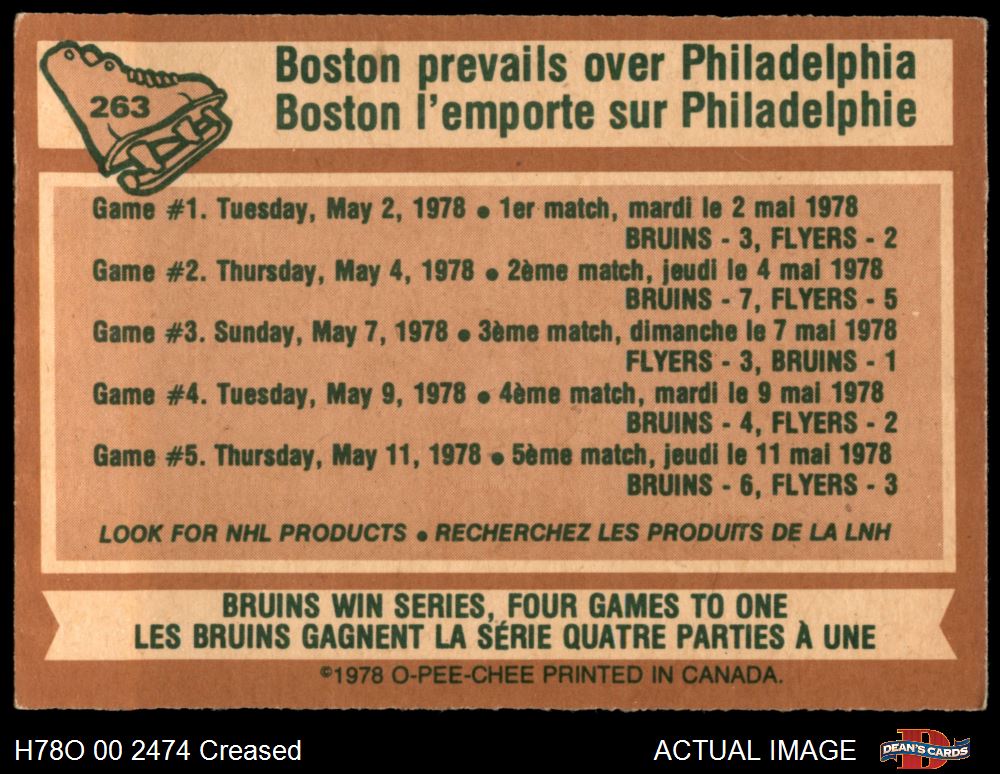 263
Boston prevails over Philadelphia
Boston l'emporte sur Philadelphie
Game #1. Tuesday, May 2, 1978 • 1er match, mardi le 2 mai 1978
BRUINS - 3, FLYERS - 2
Game #2. Thursday, May 4, 1978 • 2ème match, jeudi le 4 mai 1978
BRUINS - 7, FLYERS - 5
Game #3. Sunday, May 7, 1978 • 3ème match, dimanche le 7 mai 1978
FLYERS - 3, BRUINS - 1
Game #4. Tuesday, May 9, 1978 • 4ème match, mardi le 9 mai 1978
BRUINS - 4, FLYERS - 2
Game #5. Thursday, May 11, 1978 • 5ème match, jeudi le 11 mai 1978
BRUINS - 6, FLYERS - 3
LOOK FOR NHL PRODUCTS • RECHERCHEZ LES PRODUITS DE LA LNH
BRUINS WIN SERIES, FOUR GAMES TO ONE
LES BRUINS GAGNENT LA SÉRIE QUATRE PARTIES À UNE
©1978 O-PEE-CHEE PRINTED IN CANADA.
H78O 00 2474 Creased
ACTUAL IMAGE
D
DEAN'S CARDS